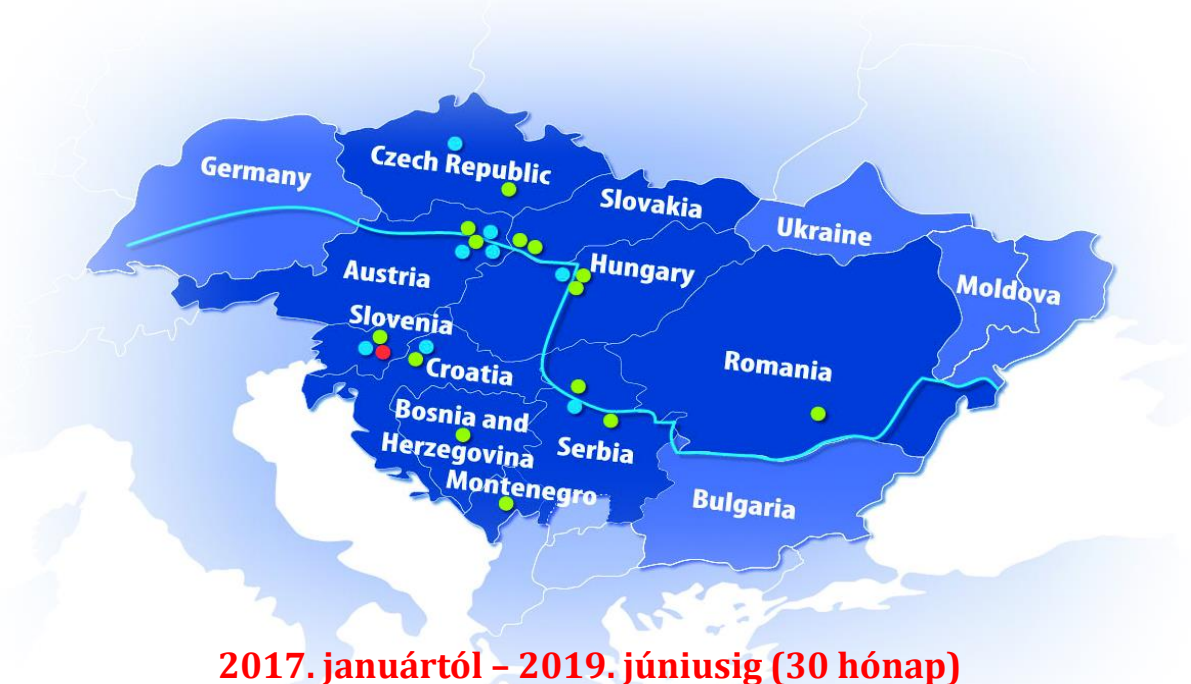 Germany
Czech Republic
Slovakia
Ukraine
Austria
Hungary
Moldova
Slovenia
Croatia
Romania
Bosnia and
Herzegovina
Serbia
Montenegro
Bulgaria
2017. januártól – 2019. júniusig (30 hónap)